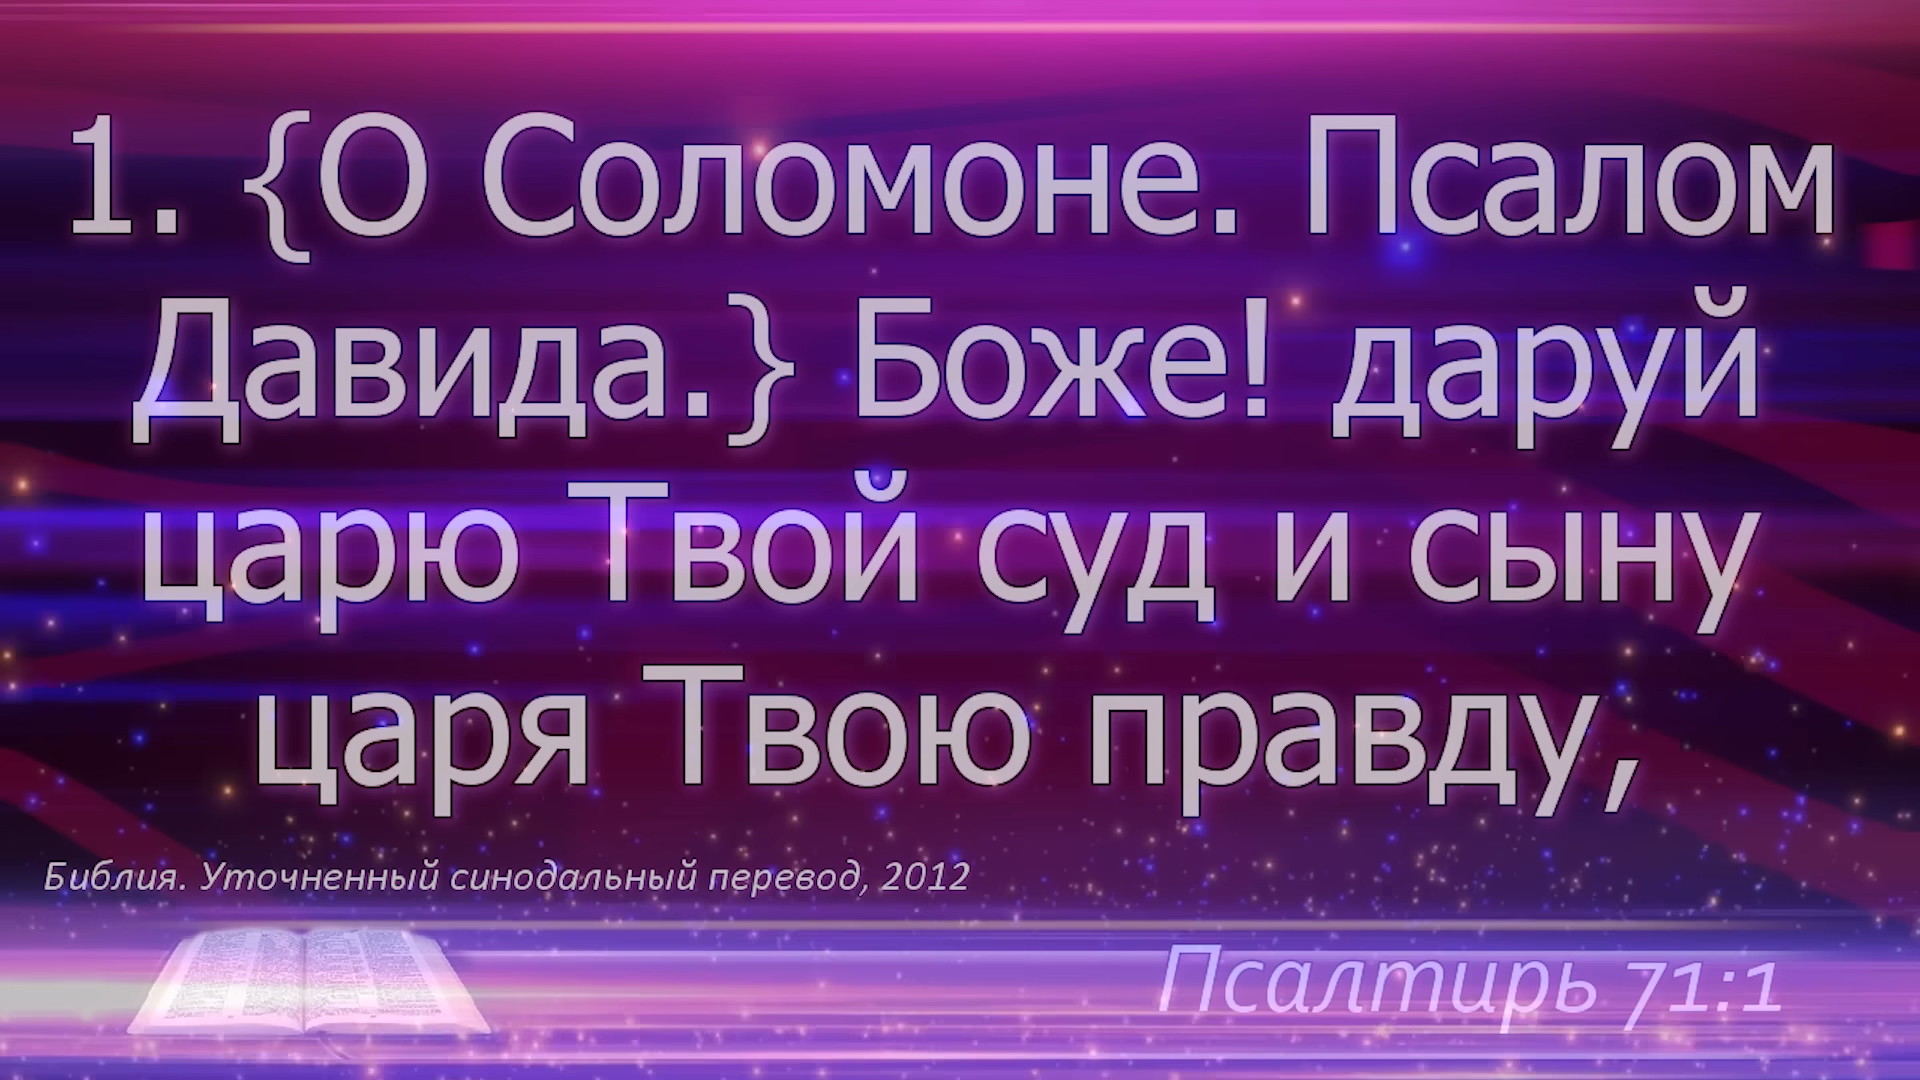 1. {О Соломоне. Псалом
Давида.} Боже! даруй
царю Твой суд и сыну
царя Твою правду,
Библия. Уточненный синодальный перевод, 2012
Псалтирь 71:1